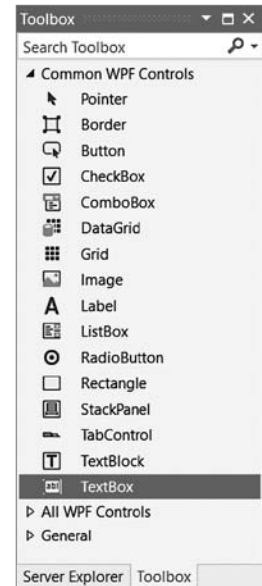 Toolbox
Search Toolbox
Common WPF Controls
Pointer
Border
Button
CheckBox
ComboBox
DataGrid
Grid
Image
A Label
ListBox
RadioButton
Rectangle
StackPanel
TabControl
T TextBlock
abl TextBox
All WPF Controls
General
Server Explorer Toolbox